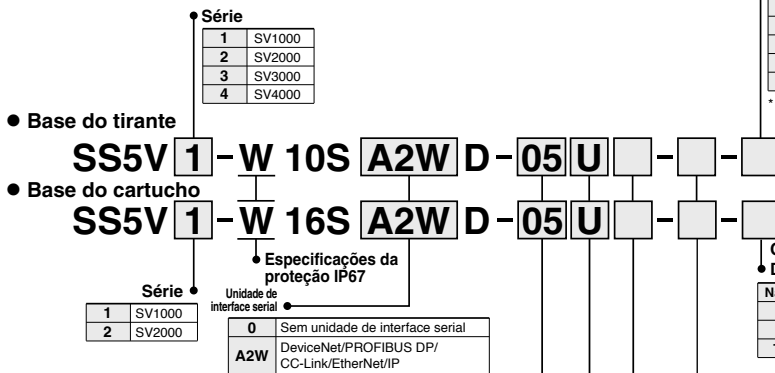 Série
1 SV1000
2 SV2000
3 SV3000
4 SV4000
*
● Base do tirante
SS5V 1 - W 10S A2W D - 05 U - -
● Base do cartucho
SS5V 1 - W 16S A2W D - 05 U - -
Especificações da
proteção IP67
Série
1 SV1000
2 SV2000
Unidade de
interface serial
0 Sem unidade de interface serial
A2W DeviceNet/PROFIBUS DP/
CC-Link/EtherNet/IP